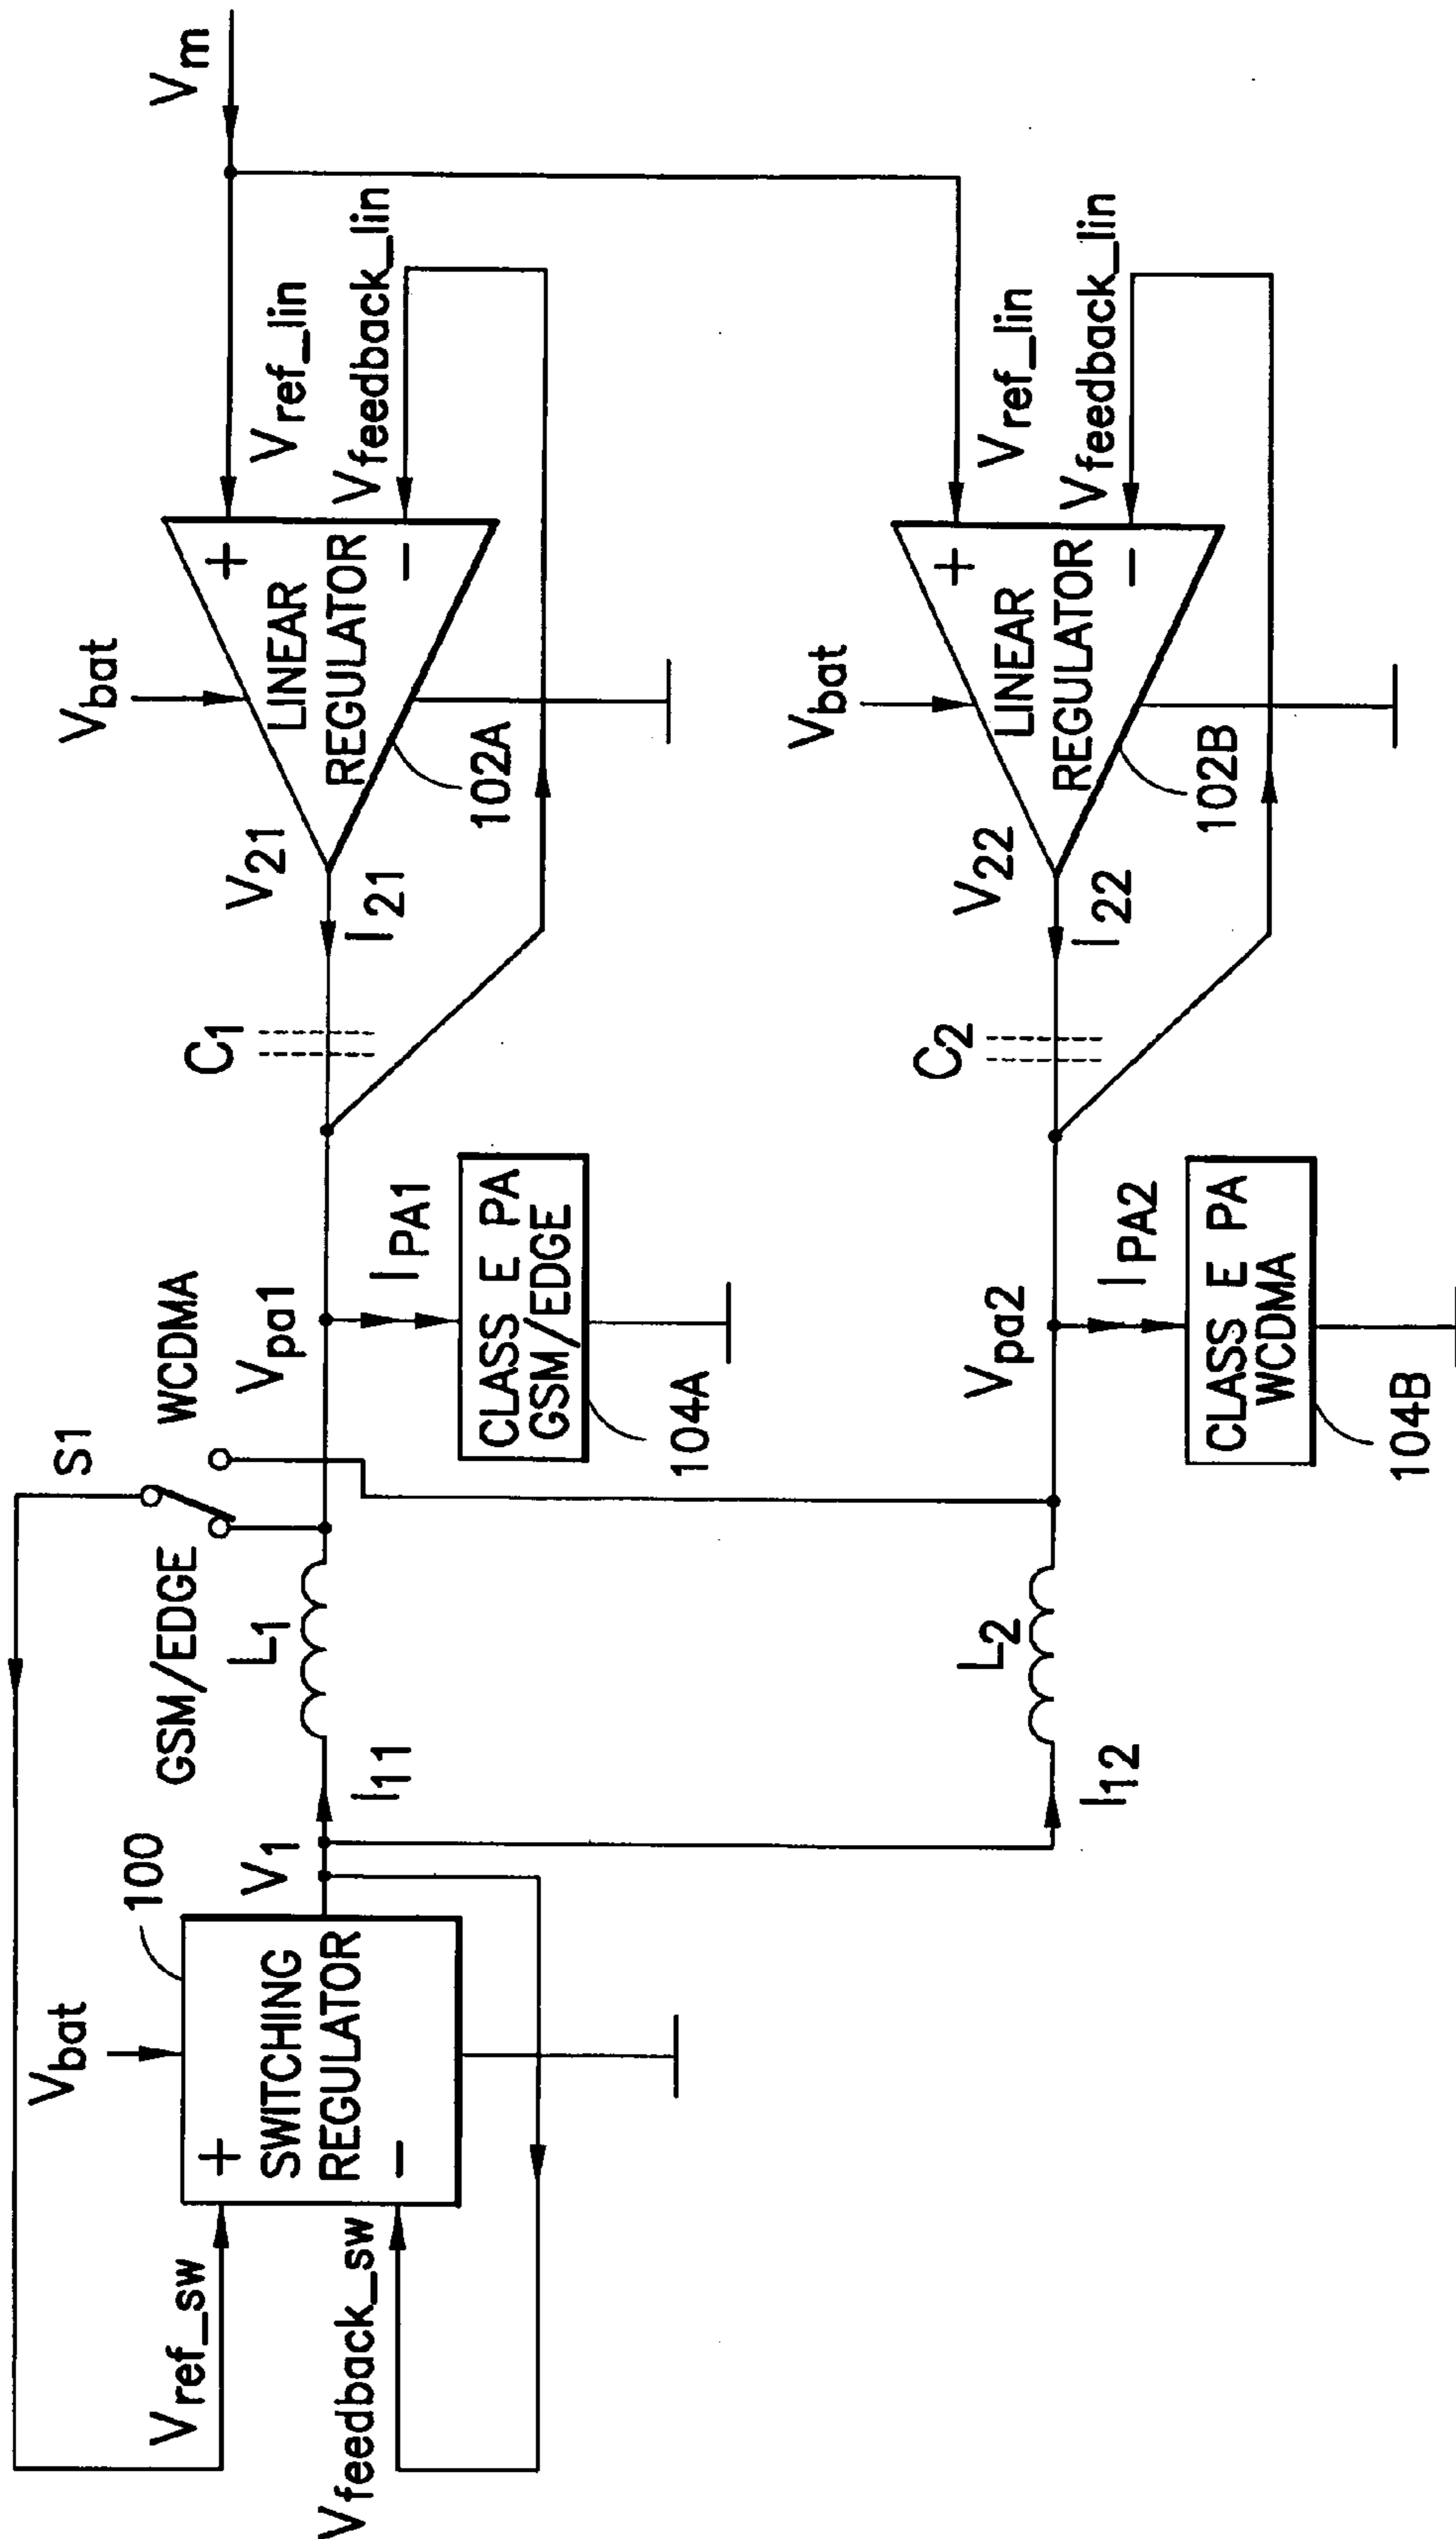 S1
GSM/EDGE
WCDMA
Vbat
100
Vref_sw
+
SWITCHING
REGULATOR
−
Vfeedback_sw
V1
I11
L1
Vpa1
IPA1
CLASS E PA
GSM/EDGE
104A
C1
V21
I21
Vbat
LINEAR
REGULATOR
+
−
102A
Vref_lin
Vfeedback_lin
Vm
I12
L2
Vpa2
IPA2
CLASS E PA
WCDMA
104B
C2
V22
I22
Vbat
LINEAR
REGULATOR
+
−
102B
Vref_lin
Vfeedback_lin